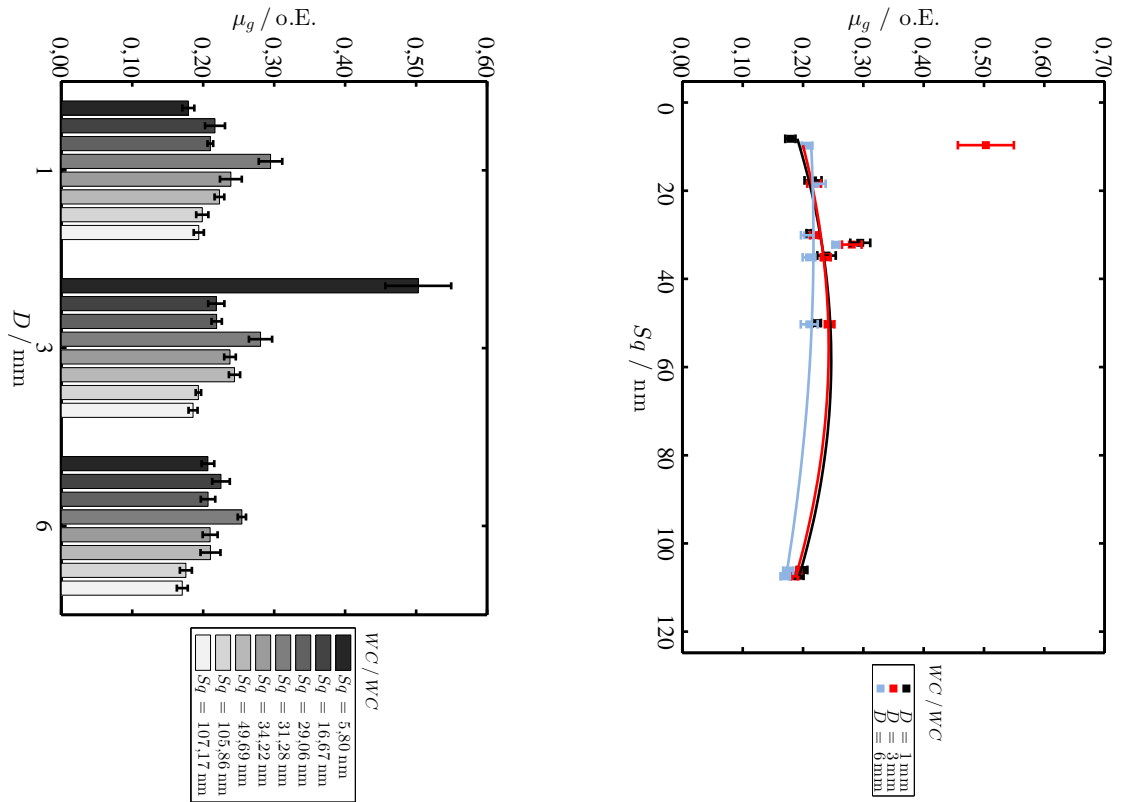 μg / o.E.
0,60
0,50
0,40
0,30
0,20
0,10
0,00
1
3
6
D / mm
WC/WC
Sq = 5,80 nm
Sq = 16,67 nm
Sq = 29,06 nm
Sq = 31,28 nm
Sq = 34,22 nm
Sq = 49,69 nm
Sq = 105,86 nm
Sq = 107,17 nm
μg / o.E.
0,70
0,60
0,50
0,40
0,30
0,20
0,10
0,00
0
20
40
60
80
100
120
Sq / nm
WC/WC
D = 1 mm
D = 3 mm
D = 6 mm